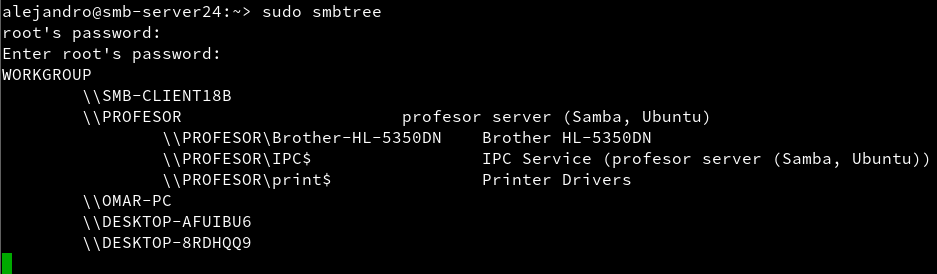 alejandro@smb-server24:~> sudo smbtree
root's password:
Enter root's password:
WORKGROUP
\\SMB-CLIENT18B
\\PROFESOR profesor server (Samba, Ubuntu)
\\PROFESOR\Brother-HL-5350DN Brother HL-5350DN
\\PROFESOR\IPC$ IPC Service (profesor server (Samba, Ubuntu))
\\PROFESOR\print$ Printer Drivers
\\OMAR-PC
\\DESKTOP-AFUIBU6
\\DESKTOP-8RDHQQ9